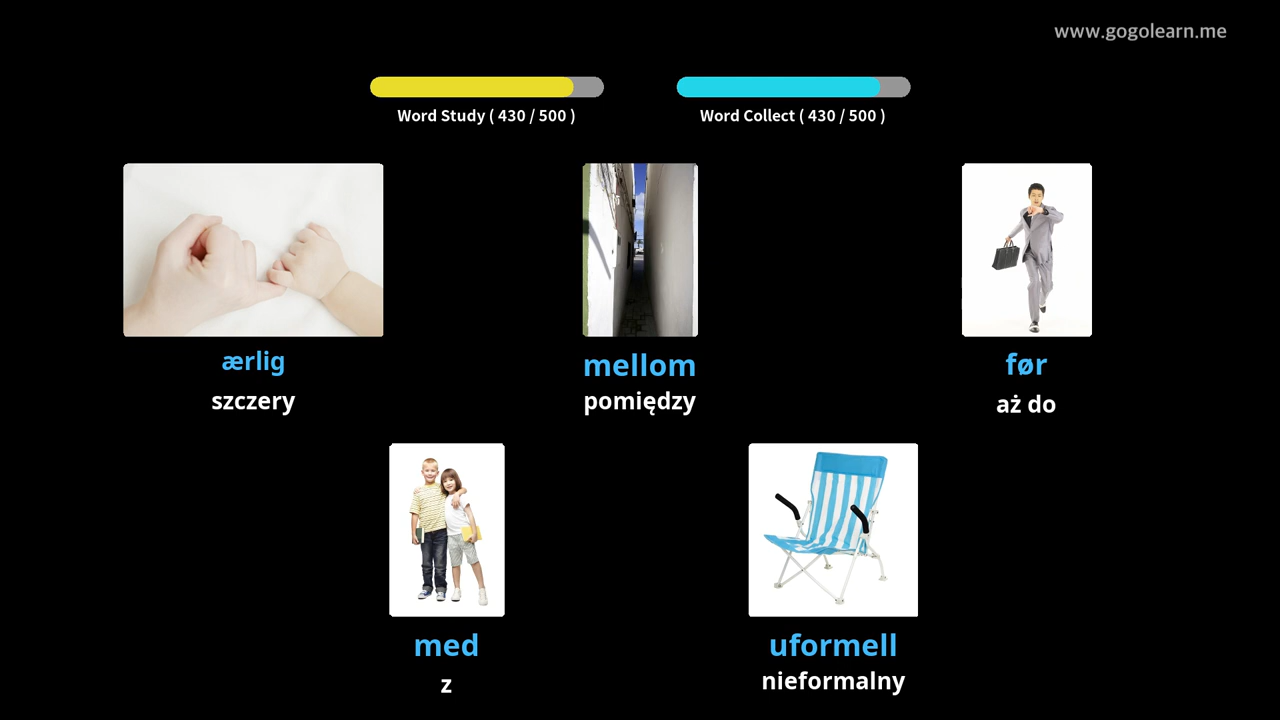 www.gogolearn.me
Word Study ( 430 / 500 )
Word Collect ( 430 / 500 )
ærlig
szczery
mellom
pomiędzy
før
aż do
med
z
uformell
nieformalny